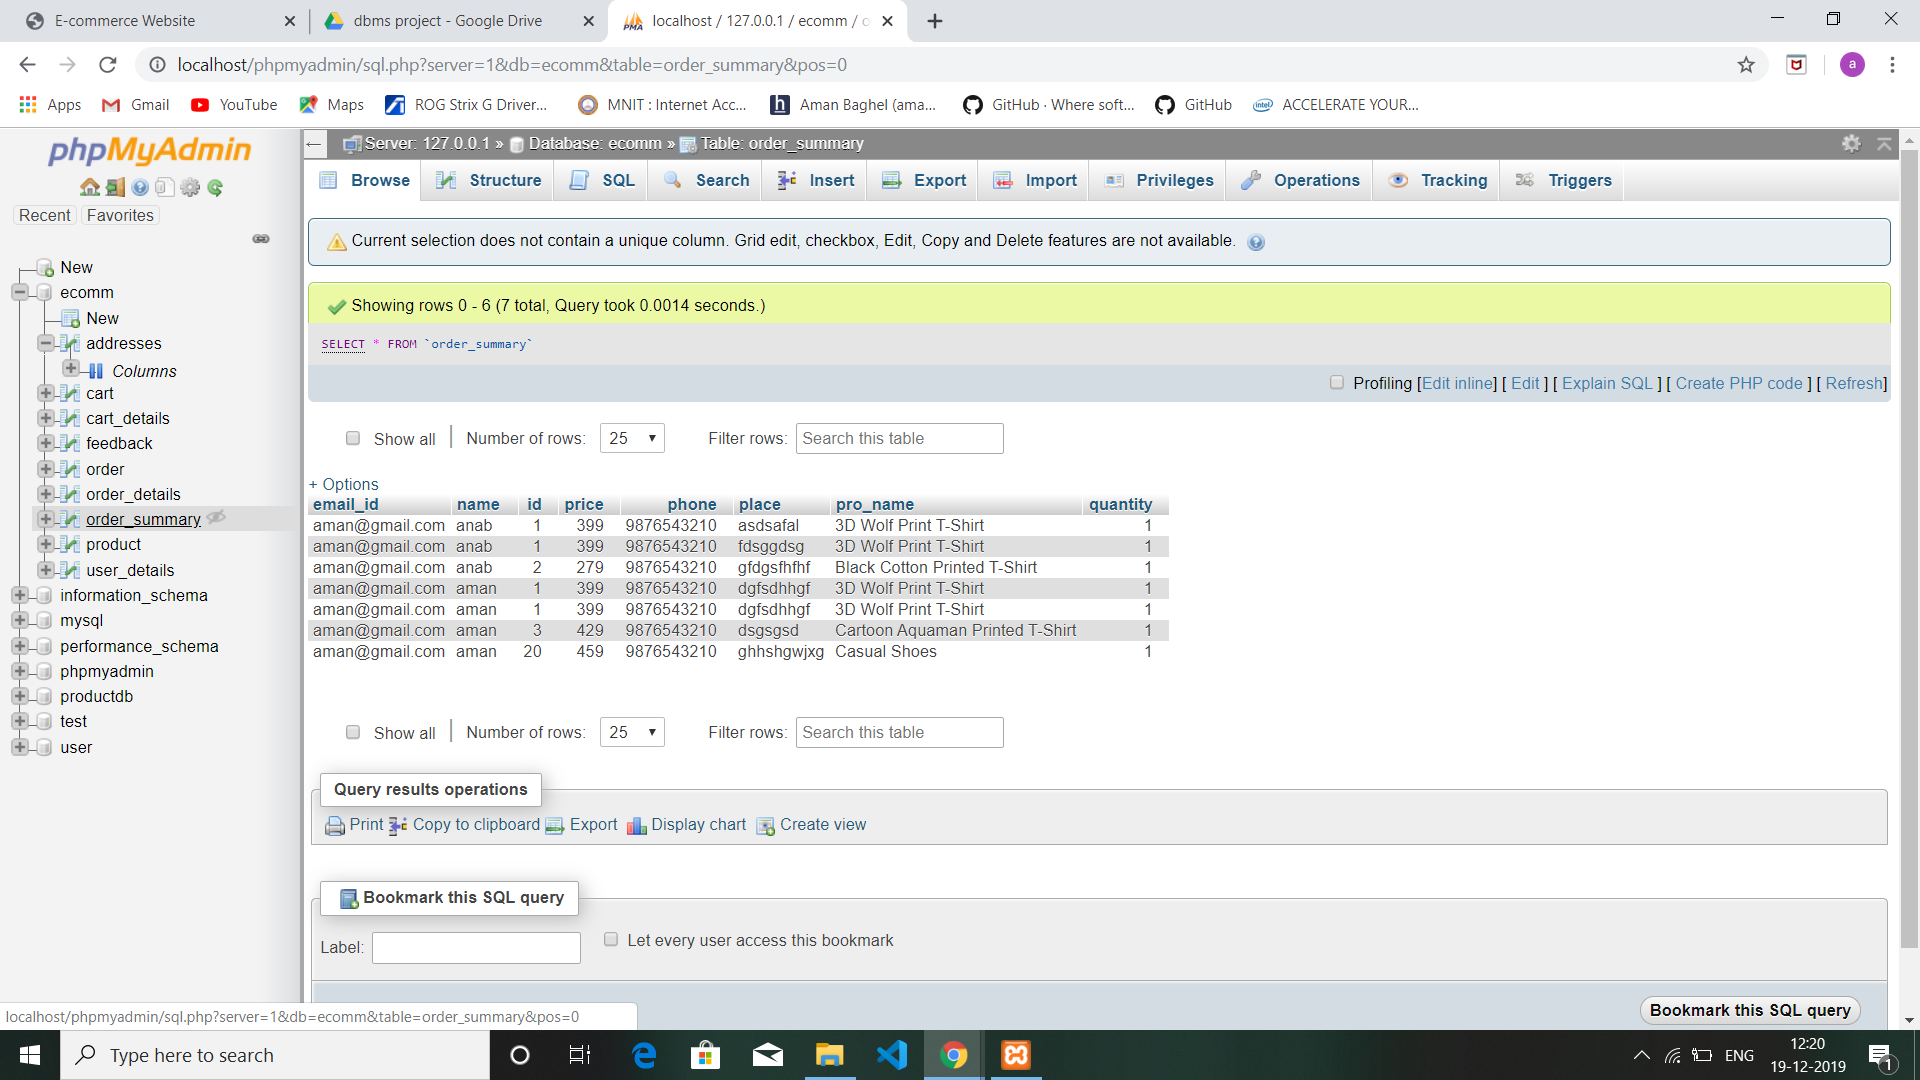 E-commerce Website
dbms project - Google Drive
localhost / 127.0.0.1 / ecomm / o
localhost/phpmyadmin/sql.php?server=1&db=ecomm&table=order_summary&pos=0
a
Apps
Gmail
YouTube
Maps
ROG Strix G Driver...
MNIT : Internet Acc...
Aman Baghel (ama...
GitHub · Where soft...
GitHub
ACCELERATE YOUR...
phpMyAdmin
Recent
Favorites
New
ecomm
New
addresses
Columns
cart
cart_details
feedback
order
order_details
order_summary
product
user_details
information_schema
mysql
performance_schema
phpmyadmin
productdb
test
user
Server: 127.0.0.1 » Database: ecomm » Table: order_summary
Browse Structure SQL Search Insert Export Import Privileges Operations Tracking Triggers
Current selection does not contain a unique column. Grid edit, checkbox, Edit, Copy and Delete features are not available.
Showing rows 0 - 6 (7 total, Query took 0.0014 seconds.)
SELECT * FROM `order_summary`
Profiling [Edit inline] [ Edit ] [ Explain SQL ] [ Create PHP code ] [ Refresh]
Show all Number of rows: 25 Filter rows: Search this table
+ Options
email_id name id price phone place pro_name quantity
aman@gmail.com anab 1 399 9876543210 asdsafal 3D Wolf Print T-Shirt 1
aman@gmail.com anab 1 399 9876543210 fdsggdsg 3D Wolf Print T-Shirt 1
aman@gmail.com anab 2 279 9876543210 gfdgsfhfhf Black Cotton Printed T-Shirt 1
aman@gmail.com aman 1 399 9876543210 dgfsdhhgf 3D Wolf Print T-Shirt 1
aman@gmail.com aman 1 399 9876543210 dgfsdhhgf 3D Wolf Print T-Shirt 1
aman@gmail.com aman 3 429 9876543210 dsgsgsd Cartoon Aquaman Printed T-Shirt 1
aman@gmail.com aman 20 459 9876543210 ghhshgwjxg Casual Shoes 1
Show all Number of rows: 25 Filter rows: Search this table
Query results operations
Print Copy to clipboard Export Display chart Create view
Bookmark this SQL query
Label: Let every user access this bookmark
Bookmark this SQL query
localhost/phpmyadmin/sql.php?server=1&db=ecomm&table=order_summary&pos=0
Type here to search
ENG
12:20
19-12-2019
1